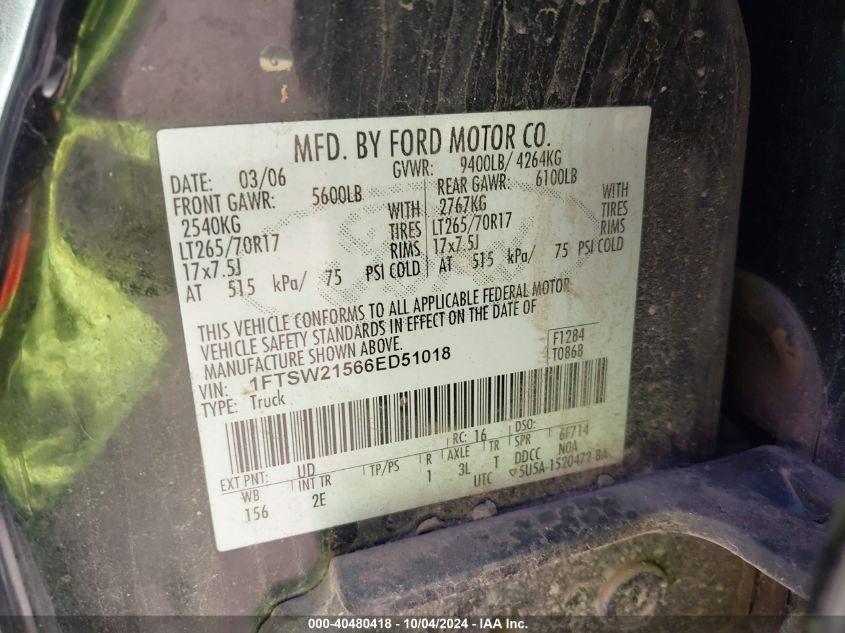 MFD. BY FORD MOTOR CO.
DATE: 03/06 GVWR: 9400LB/ 4264KG
FRONT GAWR: 5600LB REAR GAWR: 6100LB
2540KG WITH 2767KG WITH
LT265/70R17 TIRES LT265/70R17 TIRES
17x7.5J RIMS 17x7.5J RIMS
AT 515 kPa/ 75 PSI COLD AT 515 kPa/ 75 PSI COLD
THIS VEHICLE CONFORMS TO ALL APPLICABLE FEDERAL MOTOR
VEHICLE SAFETY STANDARDS IN EFFECT ON THE DATE OF
MANUFACTURE SHOWN ABOVE.
F1284
VIN: 1FTSW21566ED51018 T0868
TYPE: Truck
RC: 16 DSO:
EXT PNT: UD TP/PS R AXLE TR SPR 6F714
WB INT TR 1 3L T DDCC NOA
156 2E UTC 5U5A-1520472-BA
000-40480418 - 10/04/2024 - IAA Inc.